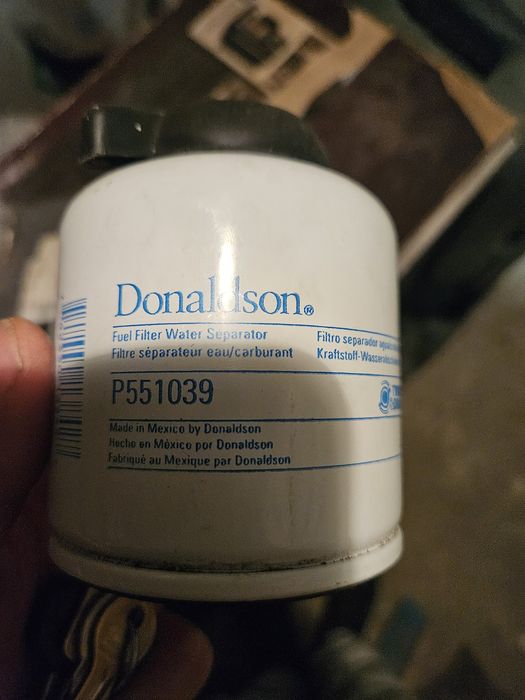 Donaldson®
Fuel Filter Water Separator
Filtre séparateur eau/carburant
Filtro separador
Kraftstoff-
P551039
Made in Mexico by Donaldson
Hecho en México por Donaldson
Fabriqué au Mexique par Donaldson